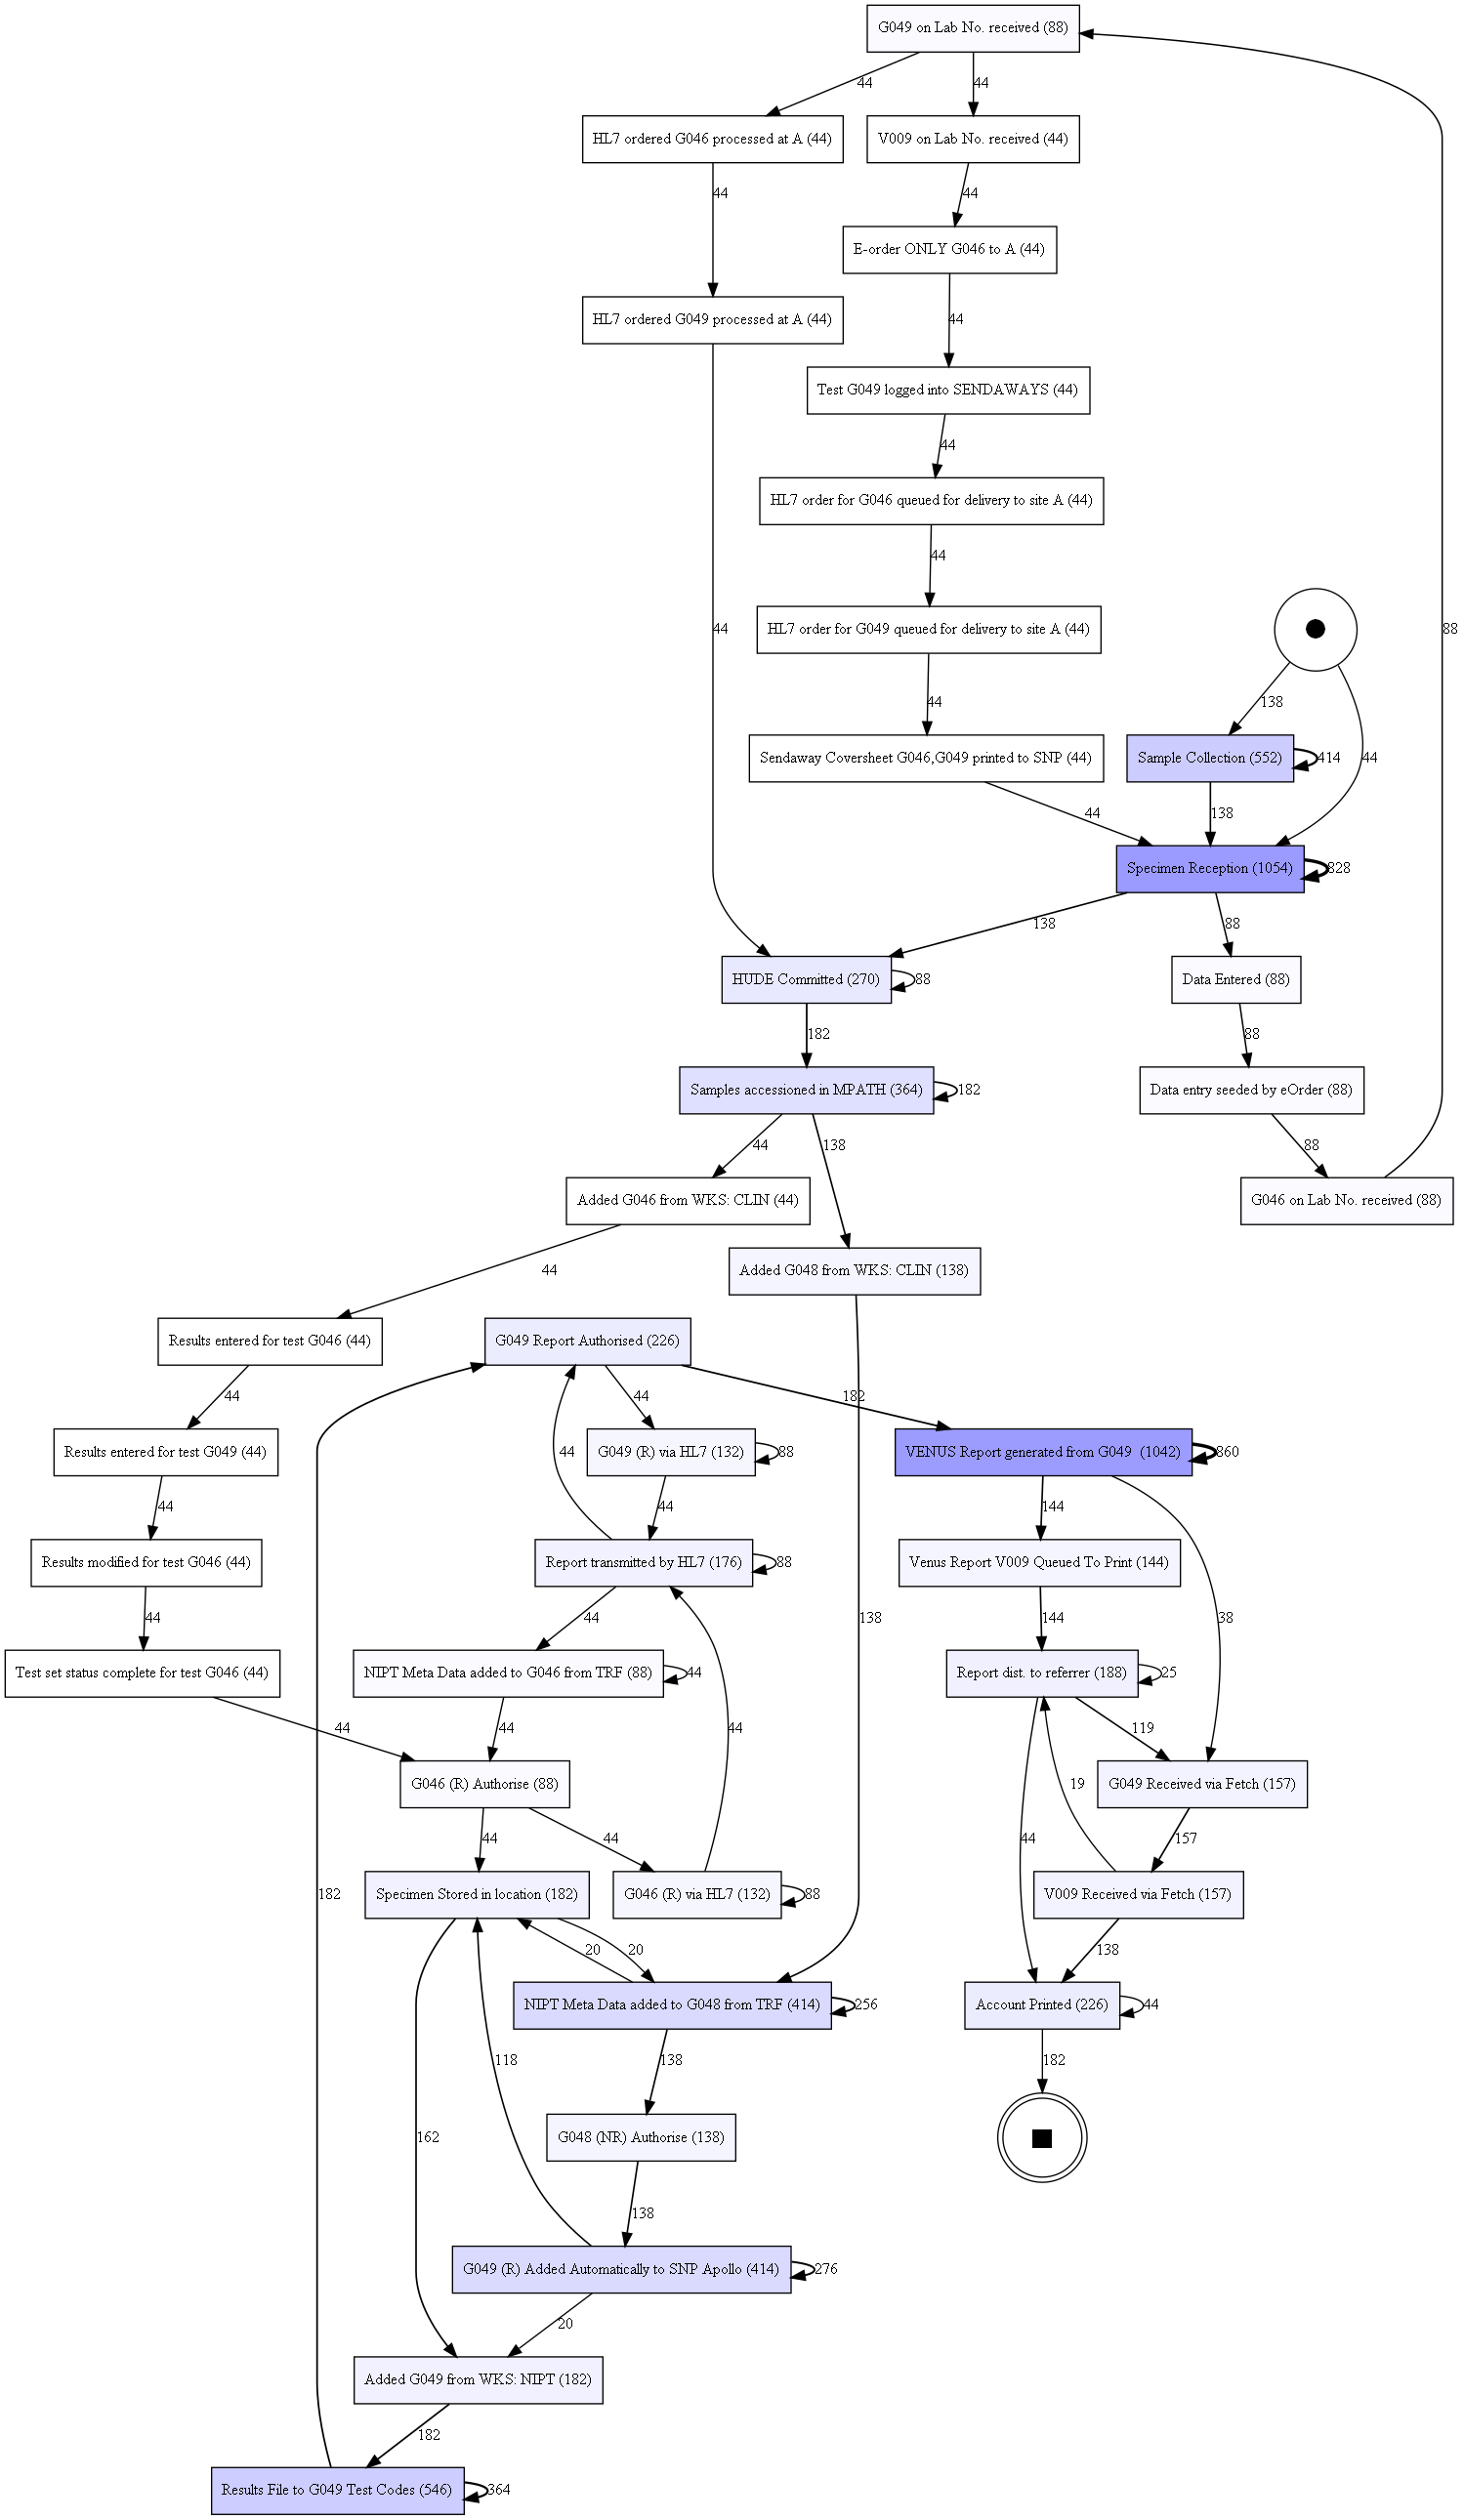 G049 on Lab No. received (88)
44
44
HL7 ordered G046 processed at A (44)
V009 on Lab No. received (44)
44
44
E-order ONLY G046 to A (44)
HL7 ordered G049 processed at A (44)
44
Test G049 logged into SENDAWAYS (44)
44
HL7 order for G046 queued for delivery to site A (44)
44
HL7 order for G049 queued for delivery to site A (44)
44
88
44
138
44
Sendaway Coversheet G046,G049 printed to SNP (44)
Sample Collection (552)
414
44
138
Specimen Reception (1054)
828
138
88
HUDE Committed (270)
88
Data Entered (88)
182
88
Samples accessioned in MPATH (364)
182
Data entry seeded by eOrder (88)
44
138
88
Added G046 from WKS: CLIN (44)
G046 on Lab No. received (88)
44
Added G048 from WKS: CLIN (138)
Results entered for test G046 (44)
G049 Report Authorised (226)
44
44
182
Results entered for test G049 (44)
44
G049 (R) via HL7 (132)
88
VENUS Report generated from G049  (1042)
860
44
44
144
Results modified for test G046 (44)
Report transmitted by HL7 (176)
88
Venus Report V009 Queued To Print (144)
44
44
138
144
38
Test set status complete for test G046 (44)
NIPT Meta Data added to G046 from TRF (88)
44
Report dist. to referrer (188)
25
44
44
44
119
G046 (R) Authorise (88)
19
G049 Received via Fetch (157)
44
44
44
157
182
Specimen Stored in location (182)
G046 (R) via HL7 (132)
88
V009 Received via Fetch (157)
20
20
138
NIPT Meta Data added to G048 from TRF (414)
256
Account Printed (226)
44
118
138
182
162
G048 (NR) Authorise (138)
138
G049 (R) Added Automatically to SNP Apollo (414)
276
20
Added G049 from WKS: NIPT (182)
182
Results File to G049 Test Codes (546)
364